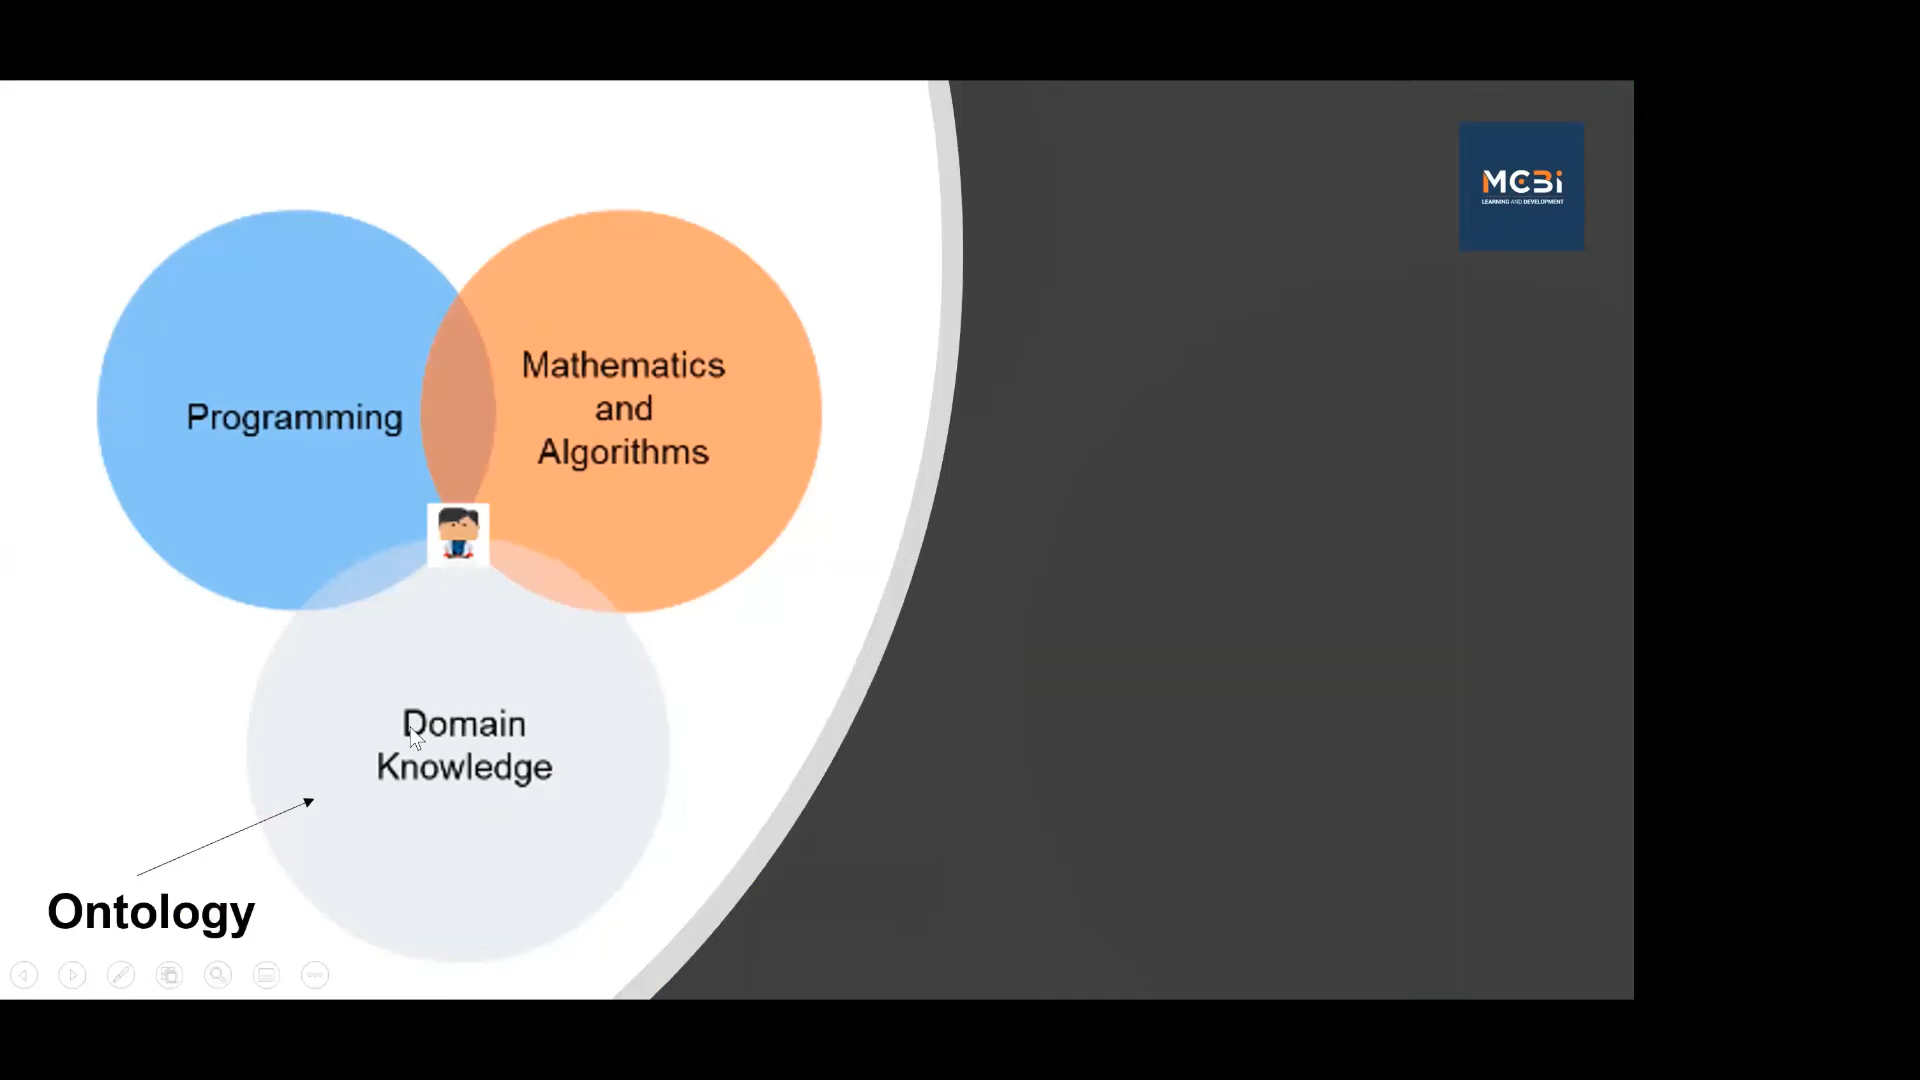 MCBi
LEARNING AND DEVELOPMENT
Programming
Mathematics
and
Algorithms
Domain
Knowledge
Ontology